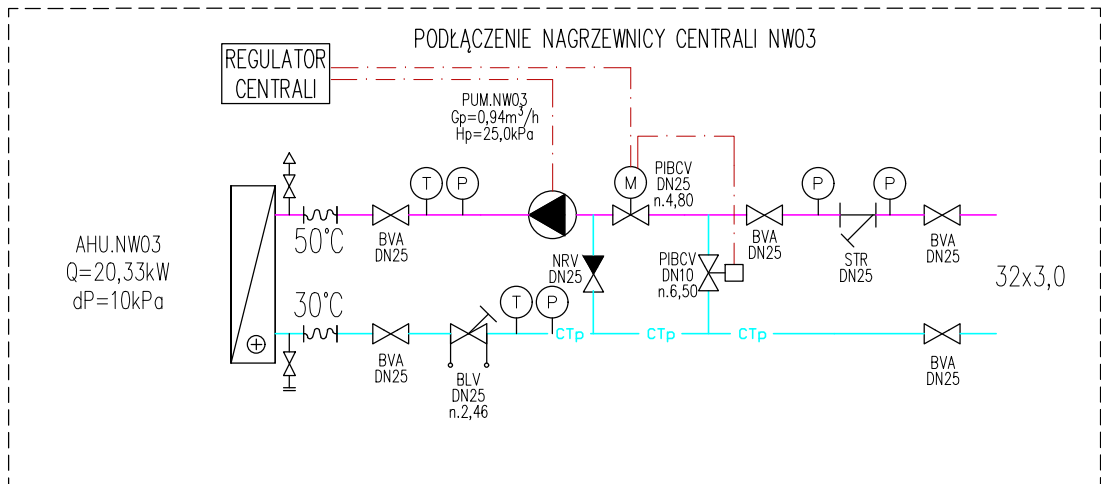 PODŁĄCZENIE NAGRZEWNICY CENTRALI NW03
REGULATOR
CENTRALI
PUM.NW03
Gp=0,94m³/h
Hp=25,0kPa
PIBCV
DN25
n.4,80
T
P
M
P
P
50°C
BVA
DN25
NRV
DN25
PIBCV
DN10
n.6,50
BVA
DN25
STR
DN25
BVA
DN25
AHU.NW03
Q=20,33kW
dP=10kPa
32x3,0
30°C
T
P
CTp
CTp
CTp
BVA
DN25
BLV
DN25
n.2,46
BVA
DN25